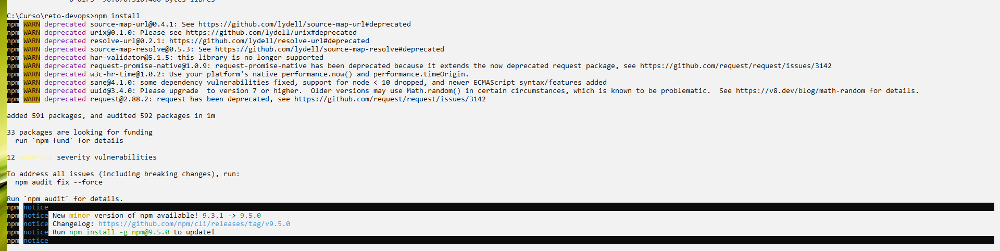 C:\Curso\reto-devops>npm install
npm WARN deprecated source-map-url@0.4.1: See https://github.com/lydell/source-map-url#deprecated
npm WARN deprecated urix@0.1.0: Please see https://github.com/lydell/urix#deprecated
npm WARN deprecated resolve-url@0.2.1: https://github.com/lydell/resolve-url#deprecated
npm WARN deprecated source-map-resolve@0.5.3: See https://github.com/lydell/source-map-resolve#deprecated
npm WARN deprecated har-validator@5.1.5: this library is no longer supported
npm WARN deprecated request-promise-native@1.0.9: request-promise-native has been deprecated because it extends the now deprecated request package, see https://github.com/request/request/issues/3142
npm WARN deprecated w3c-hr-time@1.0.2: Use your platform's native performance.now() and performance.timeOrigin.
npm WARN deprecated sane@4.1.0: some dependency vulnerabilities fixed, support for node < 10 dropped, and newer ECMAScript syntax/features added
npm WARN deprecated uuid@3.4.0: Please upgrade  to version 7 or higher.  Older versions may use Math.random() in certain circumstances, which is known to be problematic.  See https://v8.dev/blog/math-random for details.
npm WARN deprecated request@2.88.2: request has been deprecated, see https://github.com/request/request/issues/3142
added 591 packages, and audited 592 packages in 1m
33 packages are looking for funding
  run `npm fund` for details
12 moderate severity vulnerabilities
To address all issues (including breaking changes), run:
  npm audit fix --force
Run `npm audit` for details.
npm notice
npm notice New minor version of npm available! 9.3.1 -> 9.5.0
npm notice Changelog: https://github.com/npm/cli/releases/tag/v9.5.0
npm notice Run npm install -g npm@9.5.0 to update!
npm notice